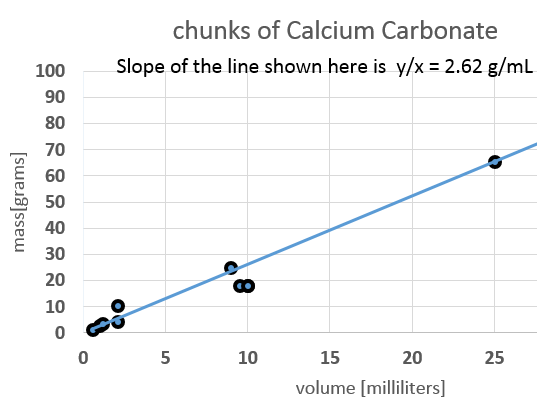 chunks of Calcium Carbonate
Slope of the line shown here is  y/x = 2.62 g/mL
100
90
80
70
60
50
40
30
20
10
0
mass[grams]
0 5 10 15 20 25
volume [milliliters]